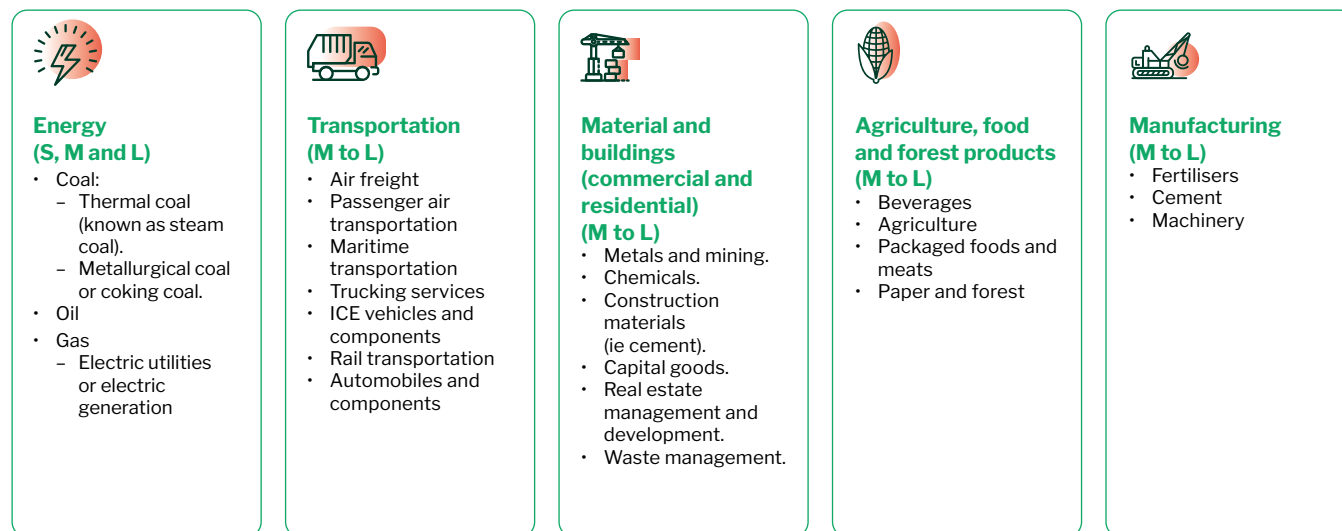 Energy
(S, M and L)
• Coal:
– Thermal coal
(known as steam
coal).
– Metallurgical coal
or coking coal.
• Oil
• Gas
– Electric utilities
or electric
generation
Transportation
(M to L)
• Air freight
• Passenger air
transportation
• Maritime
transportation
• Trucking services
• ICE vehicles and
components
• Rail transportation
• Automobiles and
components
Material and
buildings
(commercial and
residential)
(M to L)
• Metals and mining.
• Chemicals.
• Construction
materials
(ie cement).
• Capital goods.
• Real estate
management and
development.
• Waste management.
Agriculture, food
and forest products
(M to L)
• Beverages
• Agriculture
• Packaged foods and
meats
• Paper and forest
Manufacturing
(M to L)
• Fertilisers
• Cement
• Machinery